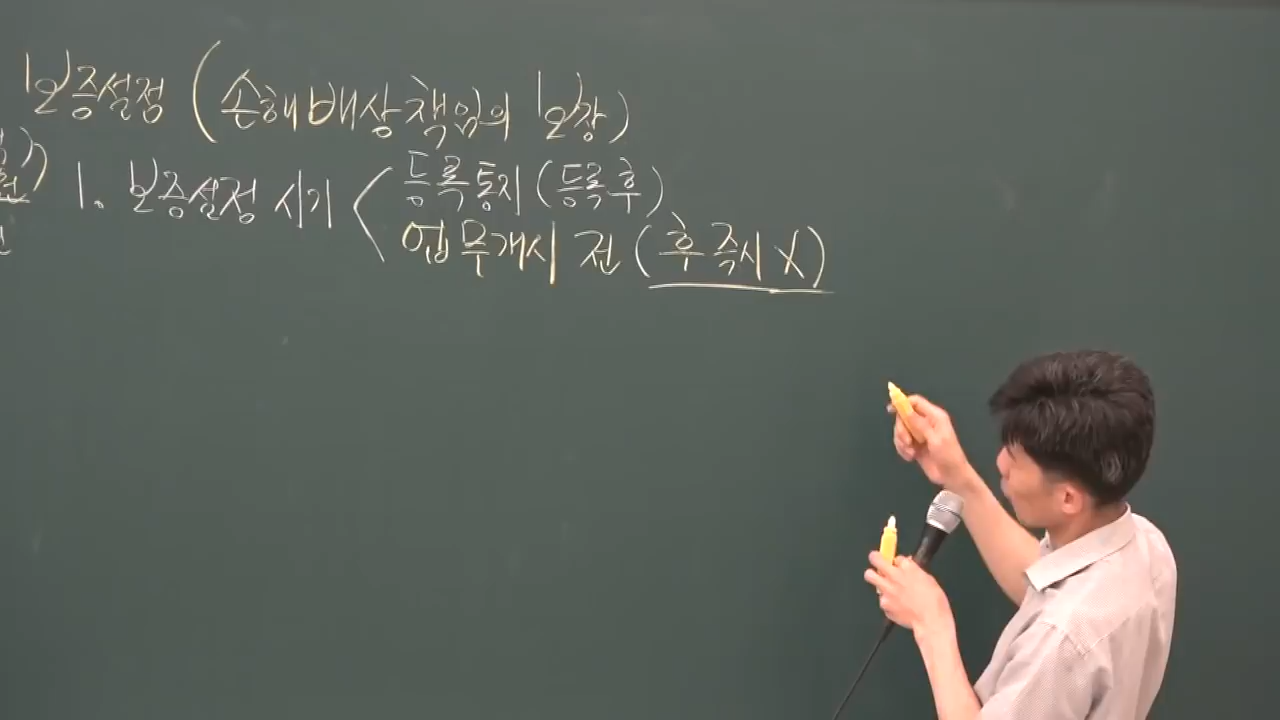 보증설정 (손해배상책임의 보장)
1. 보증설정 시기 < 등록통지 (등록후)
업무개시 전 (후 즉시 X)